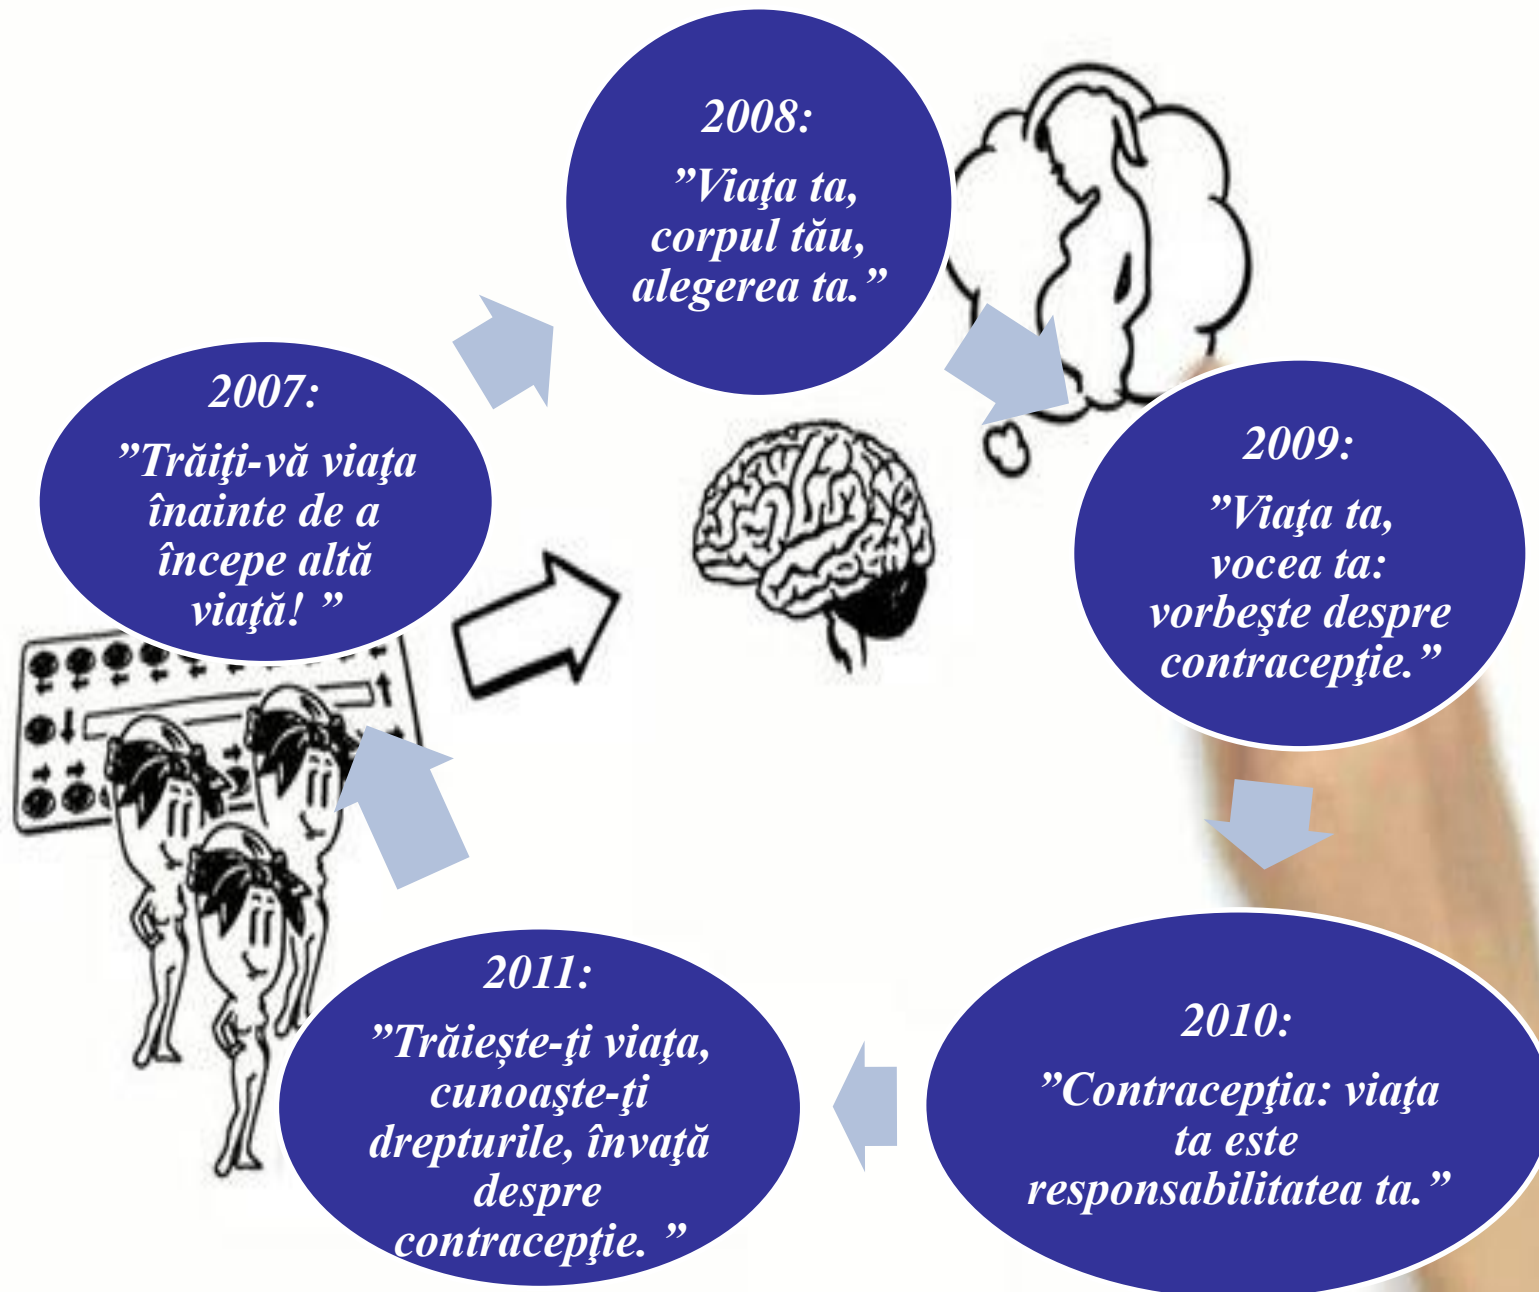 2008:
”Viaţa ta,
corpul tău,
alegerea ta.”
2007:
”Trăiţi-vă viaţa
înainte de a
începe altă
viaţă! ”
2009:
”Viaţa ta,
vocea ta:
vorbeşte despre
contracepţie.”
2011:
”Trăiește-ţi viaţa,
cunoaşte-ţi
drepturile, învaţă
despre
contracepţie. ”
2010:
”Contracepţia: viaţa
ta este
responsabilitatea ta.”